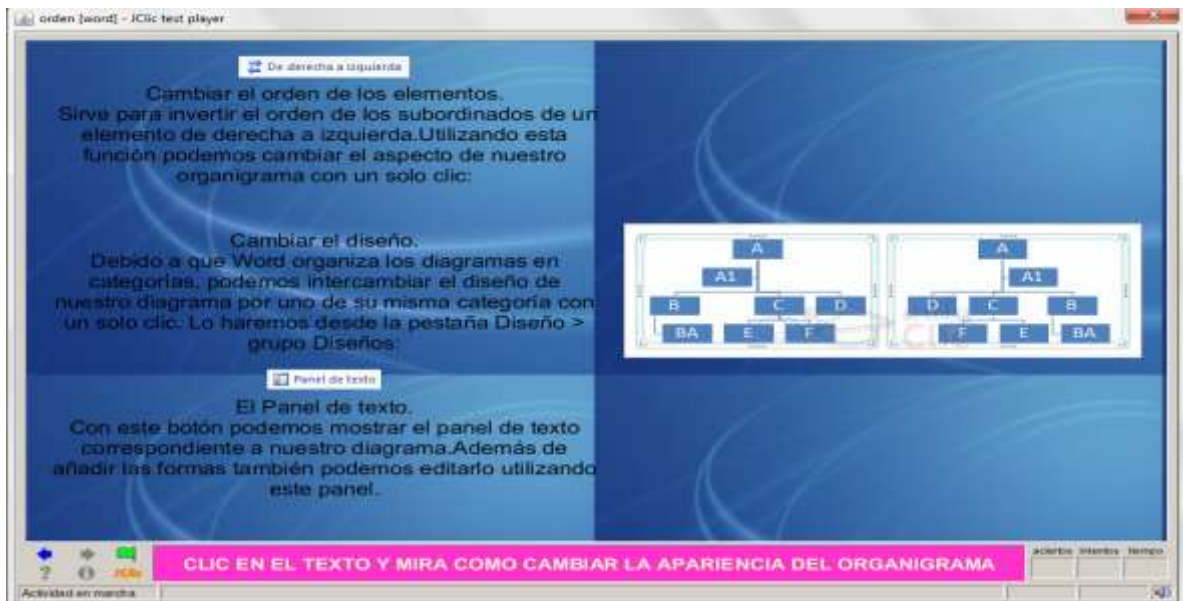 orden [word] - JClic test player
De derecha a izquierda
Cambiar el orden de los elementos.
Sirve para invertir el orden de los subordinados de un
elemento de derecha a izquierda.Utilizando esta
función podemos cambiar el aspecto de nuestro
organigrama con un solo clic:
Cambiar el diseño.
Debido a que Word organiza los diagramas en
categorías, podemos intercambiar el diseño de
nuestro diagrama por uno de su misma categoría con
un solo clic. Lo haremos desde la pestaña Diseño >
grupo Diseños:
Panel de texto
El Panel de texto.
Con este botón podemos mostrar el panel de texto
correspondiente a nuestro diagrama.Además de
añadir las formas también podemos editarlo utilizando
este panel.
A
A1
B C D
BA E F
A
A1
D C B
F E BA
CLIC EN EL TEXTO Y MIRA COMO CAMBIAR LA APARIENCIA DEL ORGANIGRAMA
aciertos intentos tiempo
JClic
Actividad en marcha